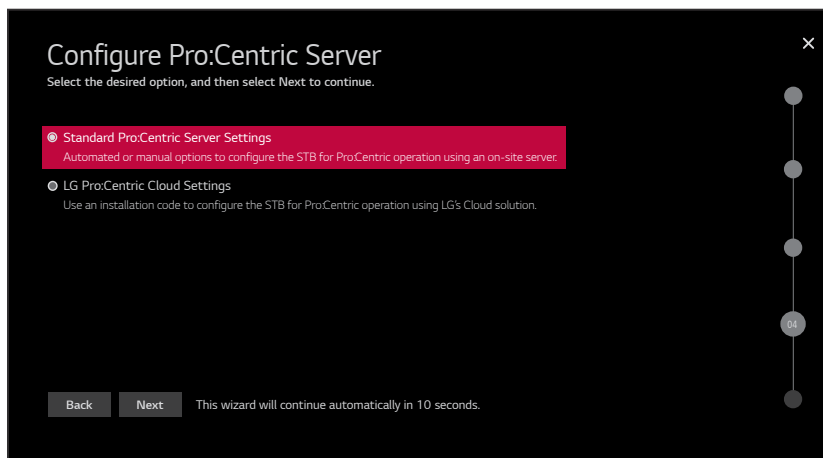 Configure Pro:Centric Server
Select the desired option, and then select Next to continue.
Standard Pro:Centric Server Settings
Automated or manual options to configure the STB for Pro:Centric operation using an on-site server.
LG Pro:Centric Cloud Settings
Use an installation code to configure the STB for Pro:Centric operation using LG's Cloud solution.
04
Back Next This wizard will continue automatically in 10 seconds.